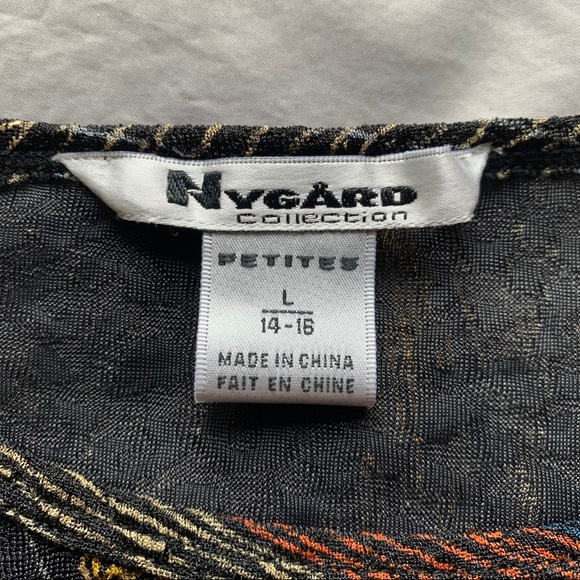 NYGÅRD
Collection
PETITES
L
14-16
MADE IN CHINA
FAIT EN CHINE